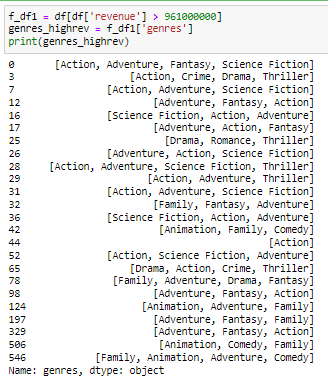 f_df1 = df[df['revenue'] > 961000000]
genres_highrev = f_df1['genres']
print(genres_highrev)
0 [Action, Adventure, Fantasy, Science Fiction]
3 [Action, Crime, Drama, Thriller]
7 [Action, Adventure, Science Fiction]
12 [Adventure, Fantasy, Action]
16 [Science Fiction, Action, Adventure]
17 [Adventure, Action, Fantasy]
25 [Drama, Romance, Thriller]
26 [Adventure, Action, Science Fiction]
28 [Action, Adventure, Science Fiction, Thriller]
29 [Action, Adventure, Thriller]
31 [Action, Adventure, Science Fiction]
32 [Family, Fantasy, Adventure]
36 [Science Fiction, Action, Adventure]
42 [Animation, Family, Comedy]
44 [Action]
52 [Action, Science Fiction, Adventure]
65 [Drama, Action, Crime, Thriller]
78 [Family, Adventure, Drama, Fantasy]
98 [Adventure, Fantasy, Action]
124 [Animation, Adventure, Family]
197 [Adventure, Fantasy, Family]
329 [Adventure, Fantasy, Action]
506 [Animation, Comedy, Family]
546 [Family, Animation, Adventure, Comedy]
Name: genres, dtype: object